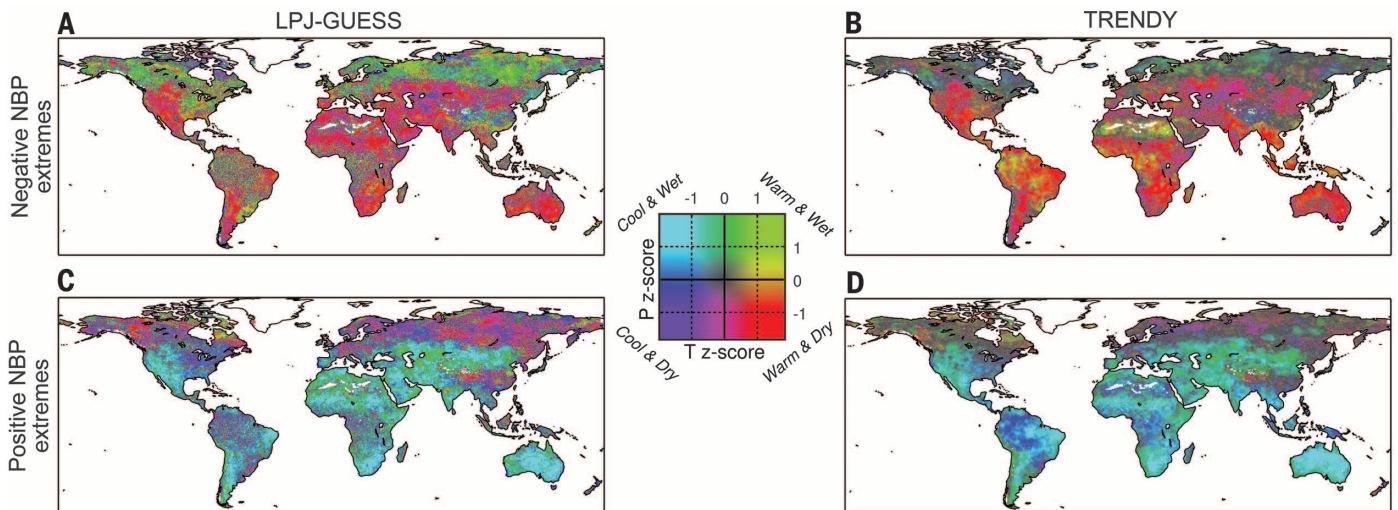 LPJ-GUESS
TRENDY
A
B
Negative NBP
extremes
Cool & Wet
-1 0 1
Warm & Wet
P z-score
1
0
-1
Cool & Dry
T z-score
Warm & Dry
C
D
Positive NBP
extremes